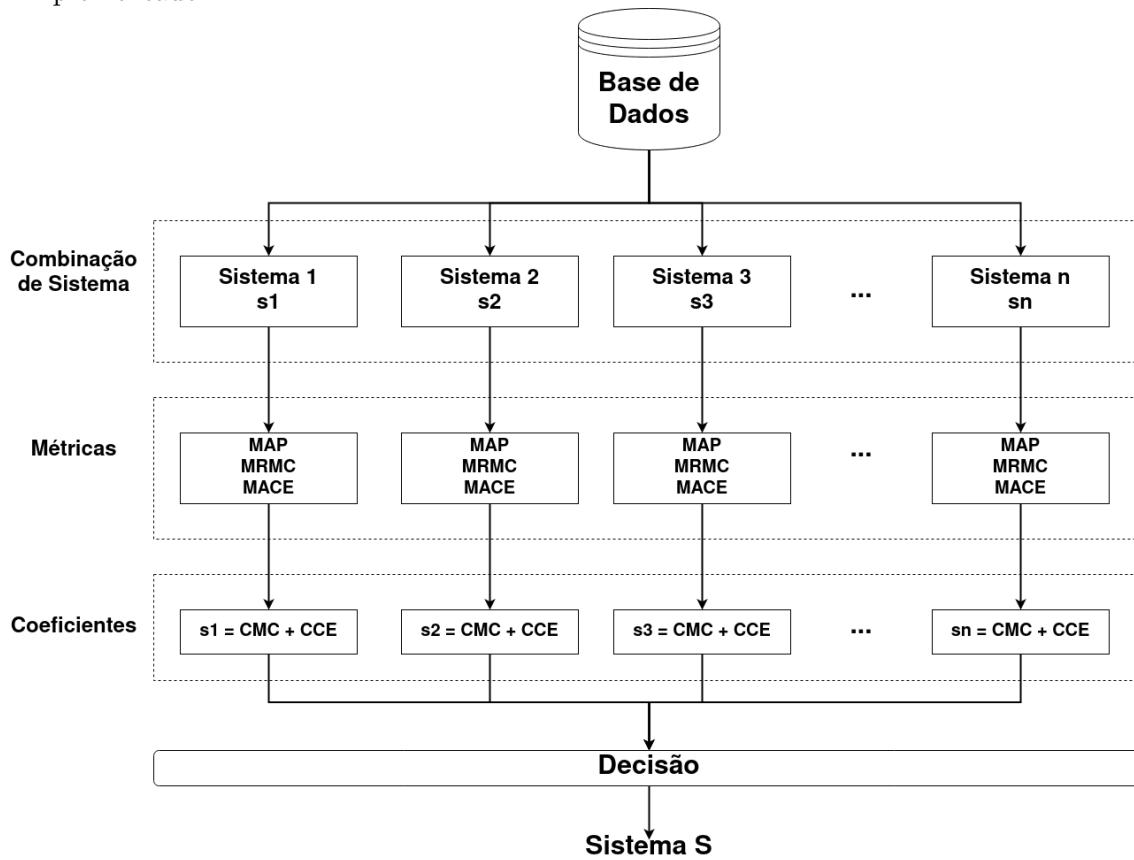 Base de
Dados
Combinação
de Sistema
Sistema 1
s1
Sistema 2
s2
Sistema 3
s3
...
Sistema n
sn
Métricas
MAP
MRMC
MACE
MAP
MRMC
MACE
MAP
MRMC
MACE
...
MAP
MRMC
MACE
Coeficientes
s1 = CMC + CCE
s2 = CMC + CCE
s3 = CMC + CCE
...
sn = CMC + CCE
Decisão
Sistema S